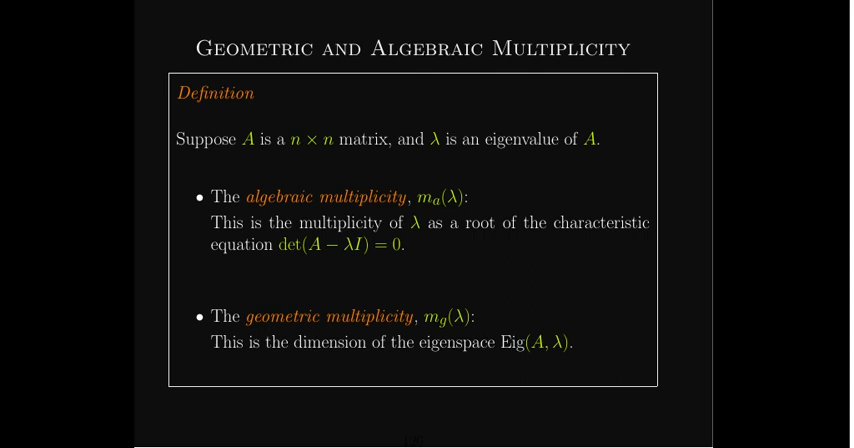 Geometric and Algebraic Multiplicity
Definition
Suppose A is a n × n matrix, and λ is an eigenvalue of A.
• The algebraic multiplicity, mₐ(λ):
This is the multiplicity of λ as a root of the characteristic
equation det(A − λI) = 0.
• The geometric multiplicity, m_g(λ):
This is the dimension of the eigenspace Eig(A, λ).